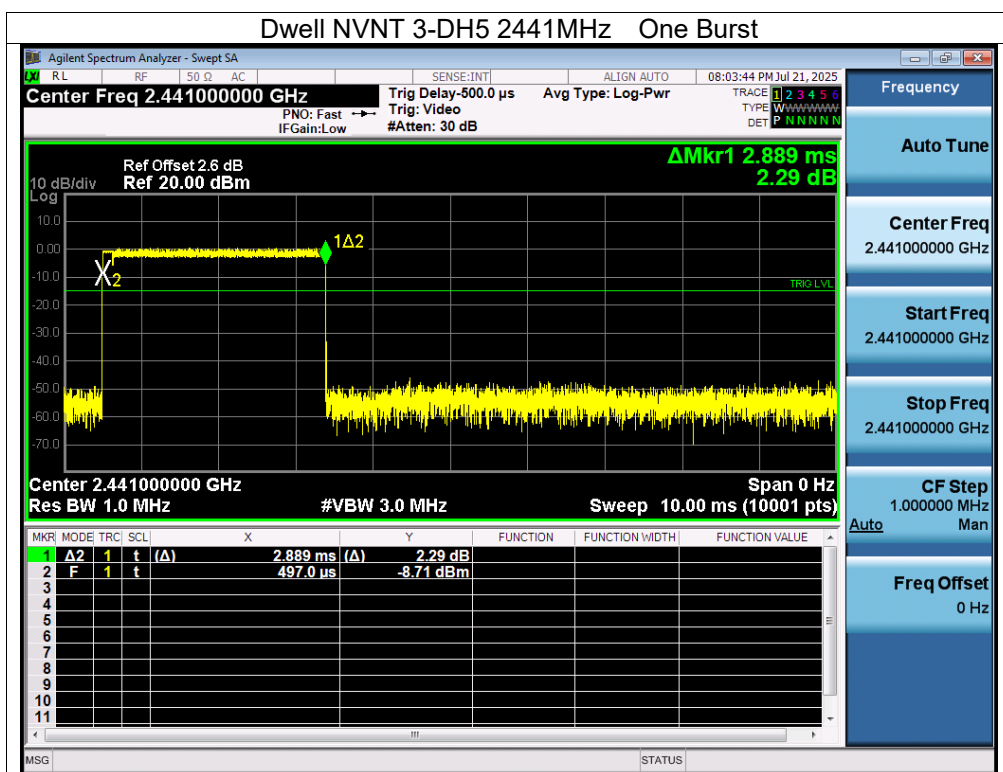 Dwell NVNT 3-DH5 2441MHz One Burst
Agilent Spectrum Analyzer - Swept SA
LXI RL RF 50 Ω AC SENSE:INT ALIGN AUTO 08:03:44 PM Jul 21, 2025
Center Freq 2.441000000 GHz
PNO: Fast
IFGain:Low
Trig Delay-500.0 µs
Trig: Video
#Atten: 30 dB
Avg Type: Log-Pwr
TRACE 1 2 3 4 5 6
TYPE WWWWWW
DET P N N N N N
ΔMkr1 2.889 ms
2.29 dB
Ref Offset 2.6 dB
10 dB/div Ref 20.00 dBm
Log
10.0
0.00
-10.0
-20.0
-30.0
-40.0
-50.0
-60.0
-70.0
1Δ2
X2
TRIG LVL
Center 2.441000000 GHz Span 0 Hz
Res BW 1.0 MHz #VBW 3.0 MHz Sweep 10.00 ms (10001 pts)
MKR MODE TRC SCL X Y FUNCTION FUNCTION WIDTH FUNCTION VALUE
1 Δ2 1 t (Δ) 2.889 ms (Δ) 2.29 dB
2 F 1 t 497.0 µs -8.71 dBm
3
4
5
6
7
8
9
10
11
MSG STATUS
Frequency
Auto Tune
Center Freq
2.441000000 GHz
Start Freq
2.441000000 GHz
Stop Freq
2.441000000 GHz
CF Step
1.000000 MHz
Auto Man
Freq Offset
0 Hz